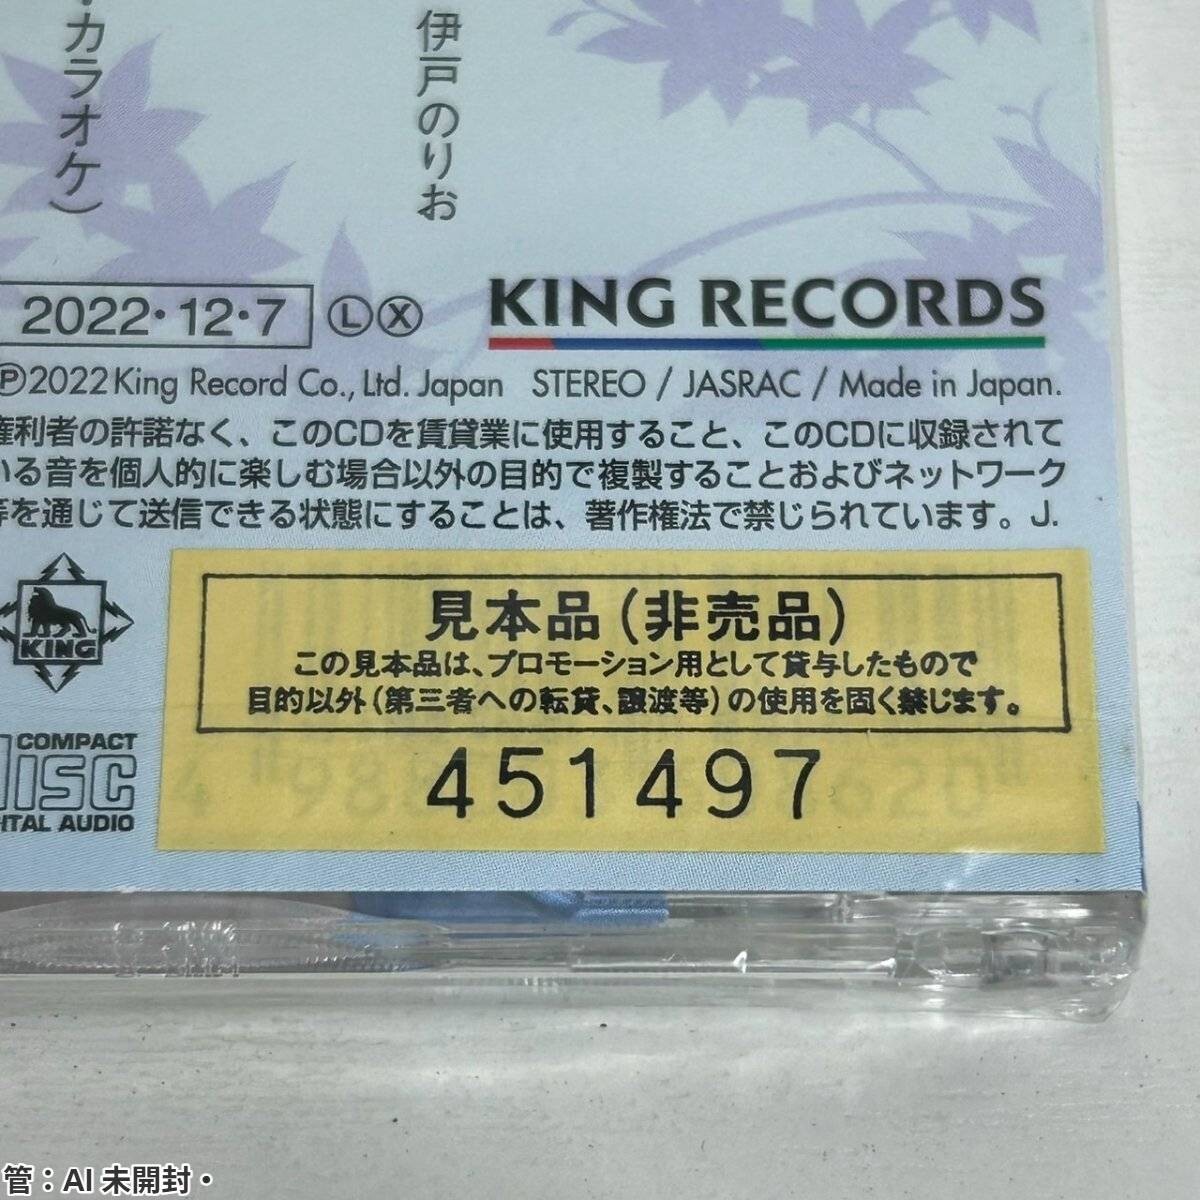 ・カラオケ)
伊戸のりお
2022・12・7 Ⓛ Ⓧ
KING RECORDS
Ⓟ2022 King Record Co., Ltd. Japan STEREO / JASRAC / Made in Japan.
権利者の許諾なく、このCDを賃貸業に使用すること、このCDに収録されて
いる音を個人的に楽しむ場合以外の目的で複製することおよびネットワーク
等を通じて送信できる状態にすることは、著作権法で禁じられています。J.
KING
見本品(非売品)
この見本品は、プロモーション用として貸与したもので
目的以外(第三者への転貸、譲渡等)の使用を固く禁じます。
451497
COMPACT
DISC
DIGITAL AUDIO
管：AI 未開封・